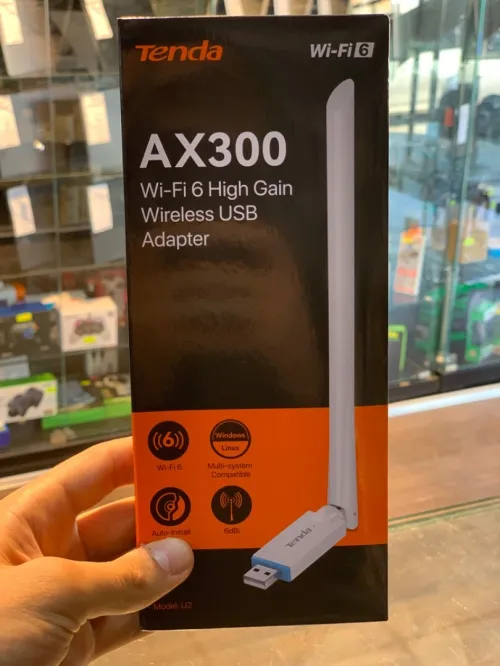 Tenda
Wi-Fi 6
AX300
Wi-Fi 6 High Gain
Wireless USB
Adapter
6
Wi-Fi 6
Windows
Linux
Multi-system
Compatible
Auto-Install
6dBi
Tenda
Model: U2